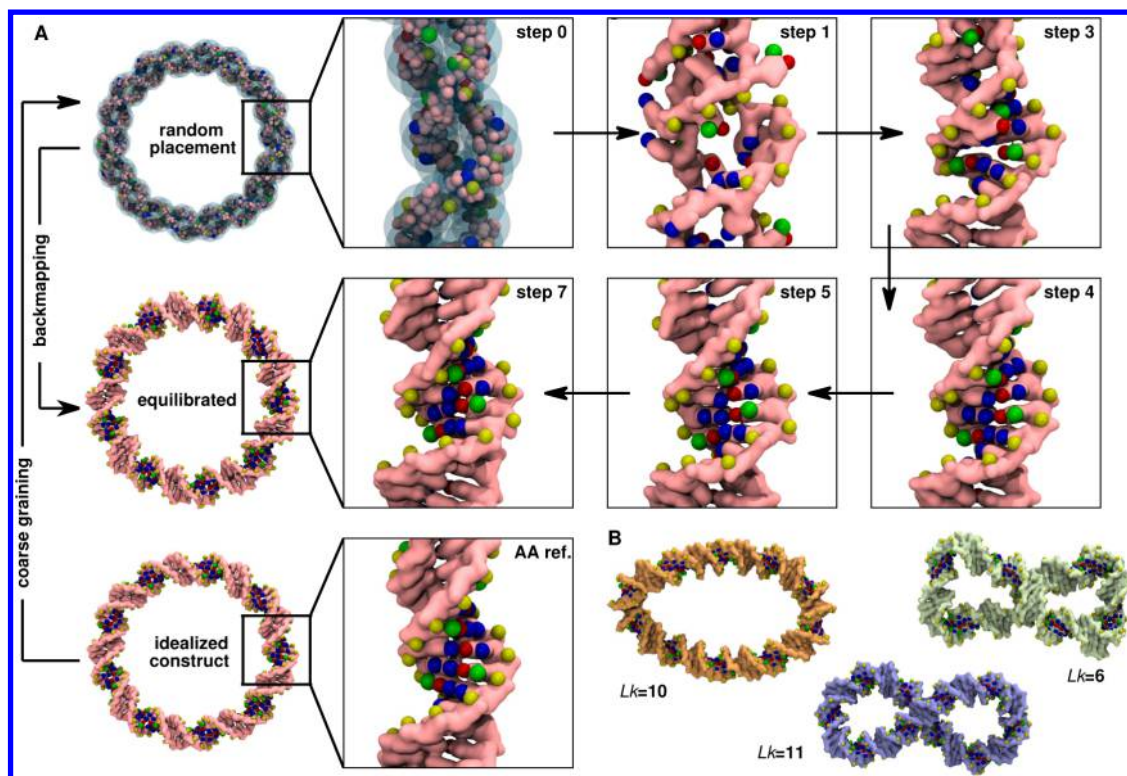 A
random
placement
step 0
step 1
step 3
backmapping
coarse graining
equilibrated
step 7
step 5
step 4
idealized
construct
AA ref.
B
Lk=10
Lk=6
Lk=11